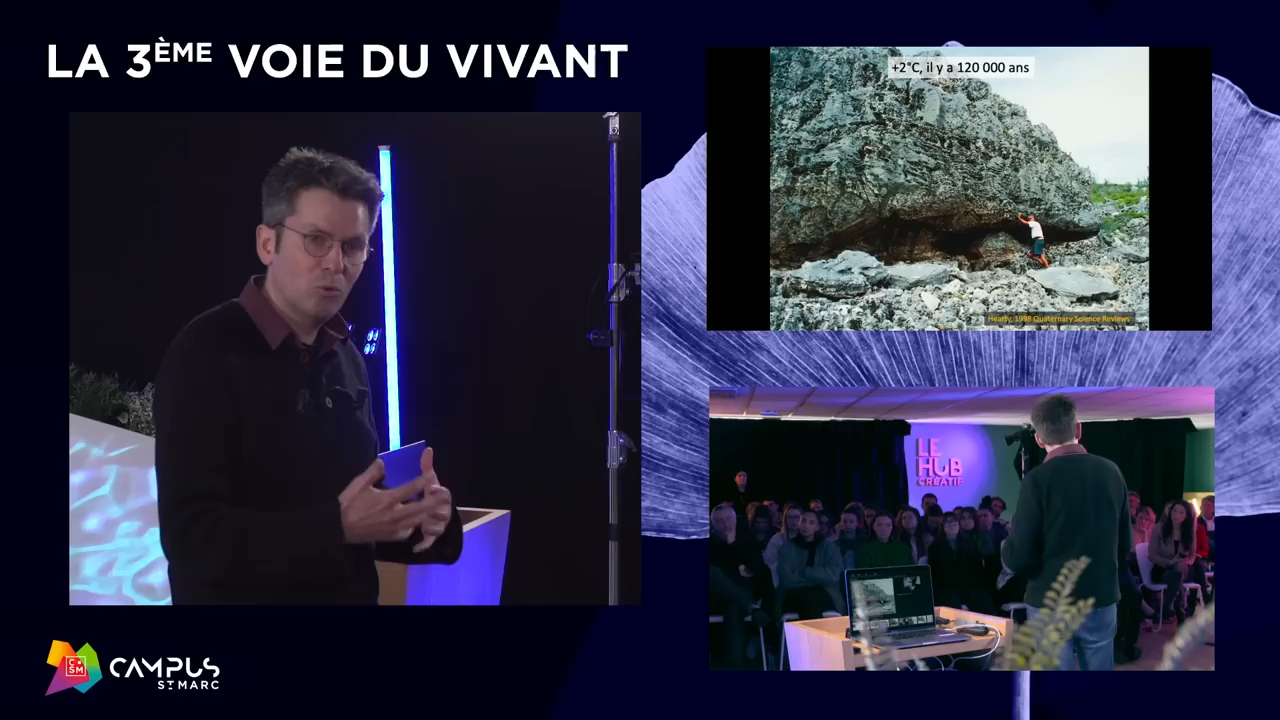 LA 3ÈME VOIE DU VIVANT
+2°C, il y a 120 000 ans
Hearty, 1998 Quaternary Science Reviews
LE
HUB
CRÉATIF
CSM
CAMPUS
ST MARC